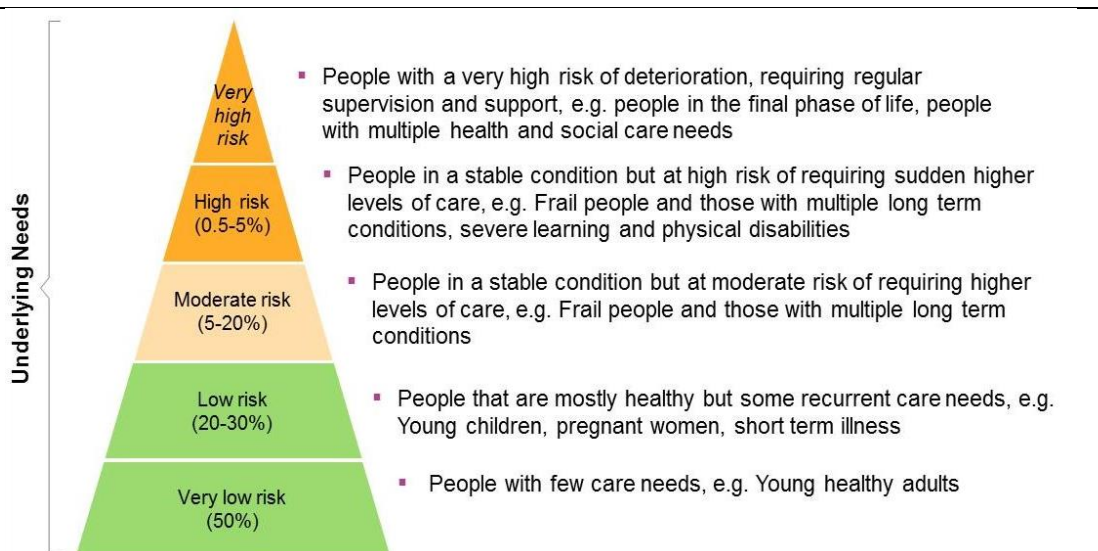 Underlying Needs
Very
high
risk
People with a very high risk of deterioration, requiring regular
supervision and support, e.g. people in the final phase of life, people
with multiple health and social care needs
High risk
(0.5-5%)
People in a stable condition but at high risk of requiring sudden higher
levels of care, e.g. Frail people and those with multiple long term
conditions, severe learning and physical disabilities
Moderate risk
(5-20%)
People in a stable condition but at moderate risk of requiring higher
levels of care, e.g. Frail people and those with multiple long term
conditions
Low risk
(20-30%)
People that are mostly healthy but some recurrent care needs, e.g.
Young children, pregnant women, short term illness
Very low risk
(50%)
People with few care needs, e.g. Young healthy adults